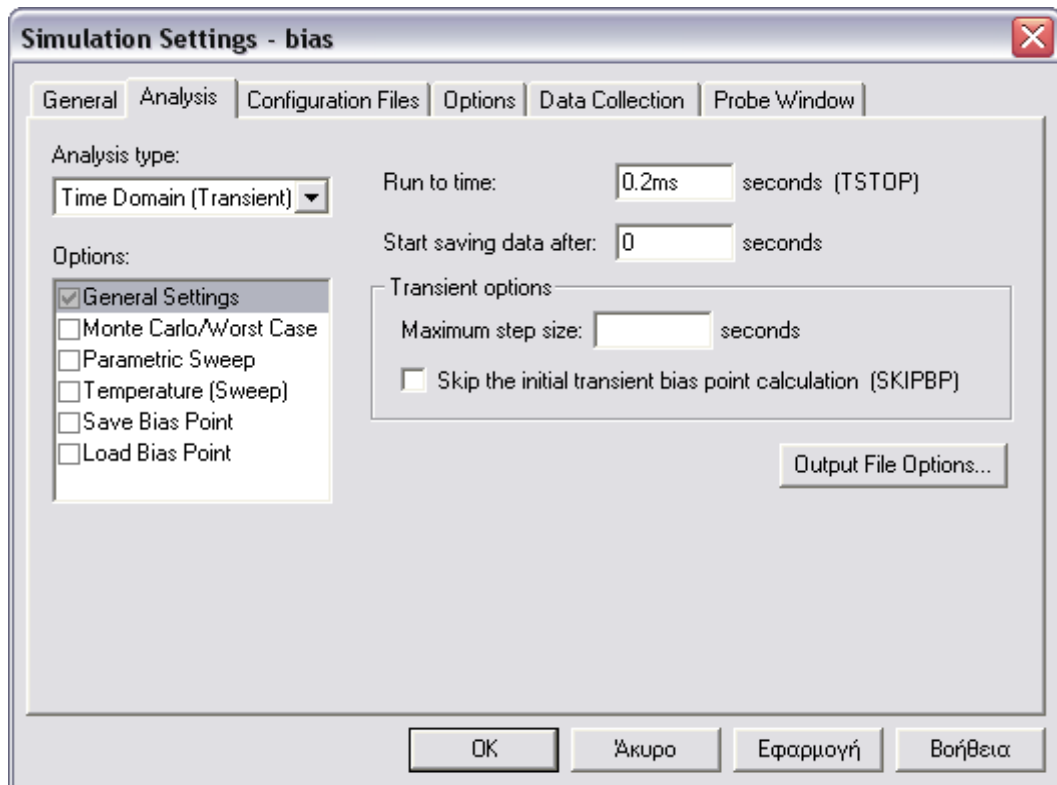 Simulation Settings - bias
General Analysis Configuration Files Options Data Collection Probe Window
Analysis type:
Time Domain (Transient)
Options:
General Settings
Monte Carlo/Worst Case
Parametric Sweep
Temperature (Sweep)
Save Bias Point
Load Bias Point
Run to time: 0.2ms seconds (TSTOP)
Start saving data after: 0 seconds
Transient options
Maximum step size: seconds
Skip the initial transient bias point calculation (SKIPBP)
Output File Options...
OK Άκυρο Εφαρμογή Βοήθεια